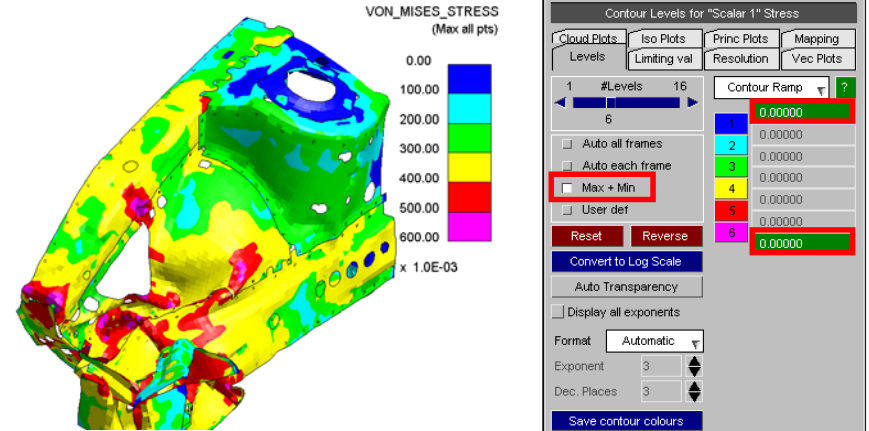 VON_MISES_STRESS
(Max all pts)
0.00
100.00
200.00
300.00
400.00
500.00
600.00
x 1.0E-03
Contour Levels for "Scalar 1" Stress
Cloud Plots Iso Plots Princ Plots Mapping
Levels Limiting val Resolution Vec Plots
1 #Levels 16
6
Contour Ramp ?
0.00000
1
0.00000
2
0.00000
3
0.00000
4
0.00000
5
0.00000
6
0.00000
Auto all frames
Auto each frame
Max + Min
User def
Reset Reverse
Convert to Log Scale
Auto Transparency
Display all exponents
Format Automatic
Exponent 3
Dec. Places 3
Save contour colours